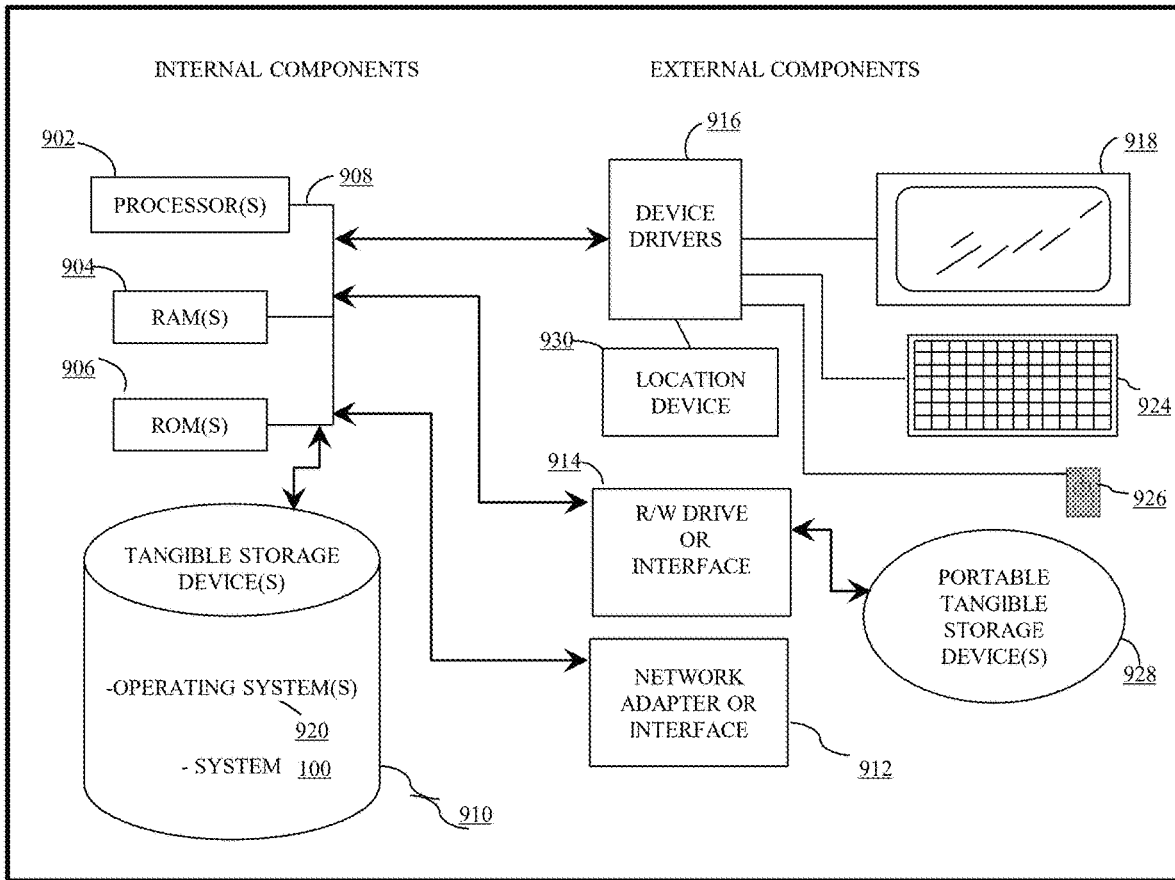 INTERNAL COMPONENTS
EXTERNAL COMPONENTS
902
PROCESSOR(S)
908
904
RAM(S)
906
ROM(S)
TANGIBLE STORAGE
DEVICE(S)
-OPERATING SYSTEM(S)
920
- SYSTEM 100
910
916
DEVICE
DRIVERS
918
930
LOCATION
DEVICE
924
914
R/W DRIVE
OR
INTERFACE
926
PORTABLE
TANGIBLE
STORAGE
DEVICE(S)
928
NETWORK
ADAPTER OR
INTERFACE
912